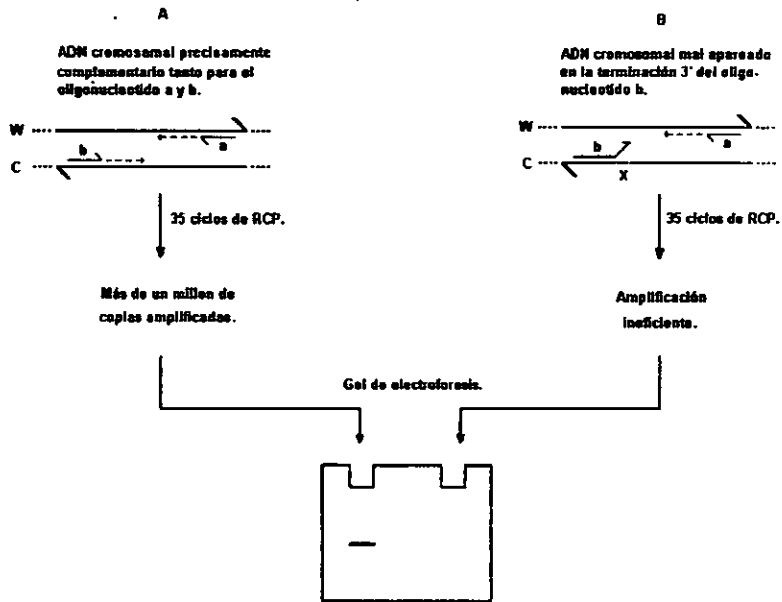 A
ADN cromosomal precisamente
complementario tanto para el
oligonucleotido a y b.
W
a
b
C
35 ciclos de RCP.
Más de un millon de
copias amplificadas.
B
ADN cromosomal mal apareado
en la terminación 3' del oligo-
nucleotido b.
W
a
b
C
X
35 ciclos de RCP.
Amplificación
ineficiente.
Gel de electroforesis.